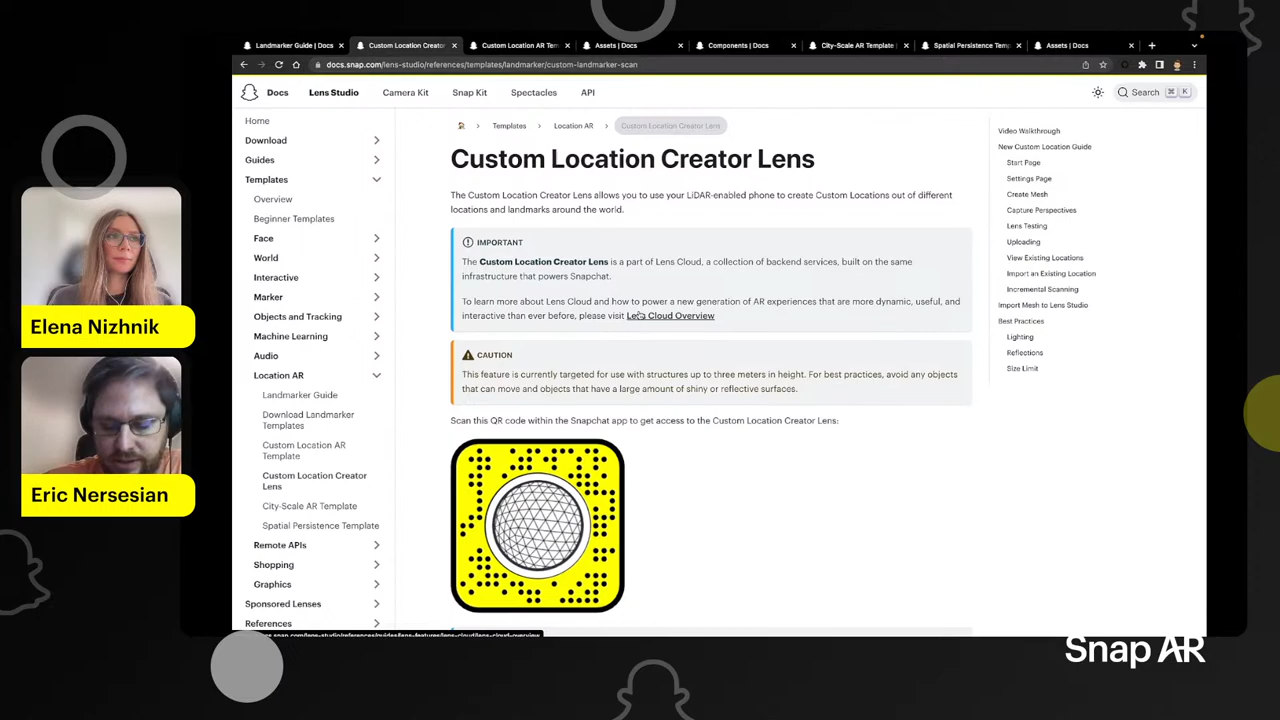 Landmarker Guide | Docs
Custom Location Creator
Custom Location AR Tem
Assets | Docs
Components | Docs
City-Scale AR Template
Spatial Persistence Temp
Assets | Docs
docs.snap.com/lens-studio/references/templates/landmarker/custom-landmarker-scan
Docs
Lens Studio
Camera Kit
Snap Kit
Spectacles
API
Search ⌘ K
Home
Download
Guides
Templates
Overview
Beginner Templates
Face
World
Interactive
Marker
Objects and Tracking
Machine Learning
Audio
Location AR
Landmarker Guide
Download Landmarker
Templates
Custom Location AR
Template
Custom Location Creator
Lens
City-Scale AR Template
Spatial Persistence Template
Remote APIs
Shopping
Graphics
Sponsored Lenses
References
Templates > Location AR > Custom Location Creator Lens
Custom Location Creator Lens
The Custom Location Creator Lens allows you to use your LiDAR-enabled phone to create Custom Locations out of different
locations and landmarks around the world.
IMPORTANT
The Custom Location Creator Lens is a part of Lens Cloud, a collection of backend services, built on the same
infrastructure that powers Snapchat.
To learn more about Lens Cloud and how to power a new generation of AR experiences that are more dynamic, useful, and
interactive than ever before, please visit Lens Cloud Overview
CAUTION
This feature is currently targeted for use with structures up to three meters in height. For best practices, avoid any objects
that can move and objects that have a large amount of shiny or reflective surfaces.
Scan this QR code within the Snapchat app to get access to the Custom Location Creator Lens:
Video Walkthrough
New Custom Location Guide
Start Page
Settings Page
Create Mesh
Capture Perspectives
Lens Testing
Uploading
View Existing Locations
Import an Existing Location
Incremental Scanning
Import Mesh to Lens Studio
Best Practices
Lighting
Reflections
Size Limit
Elena Nizhnik
Eric Nersesian
Snap AR